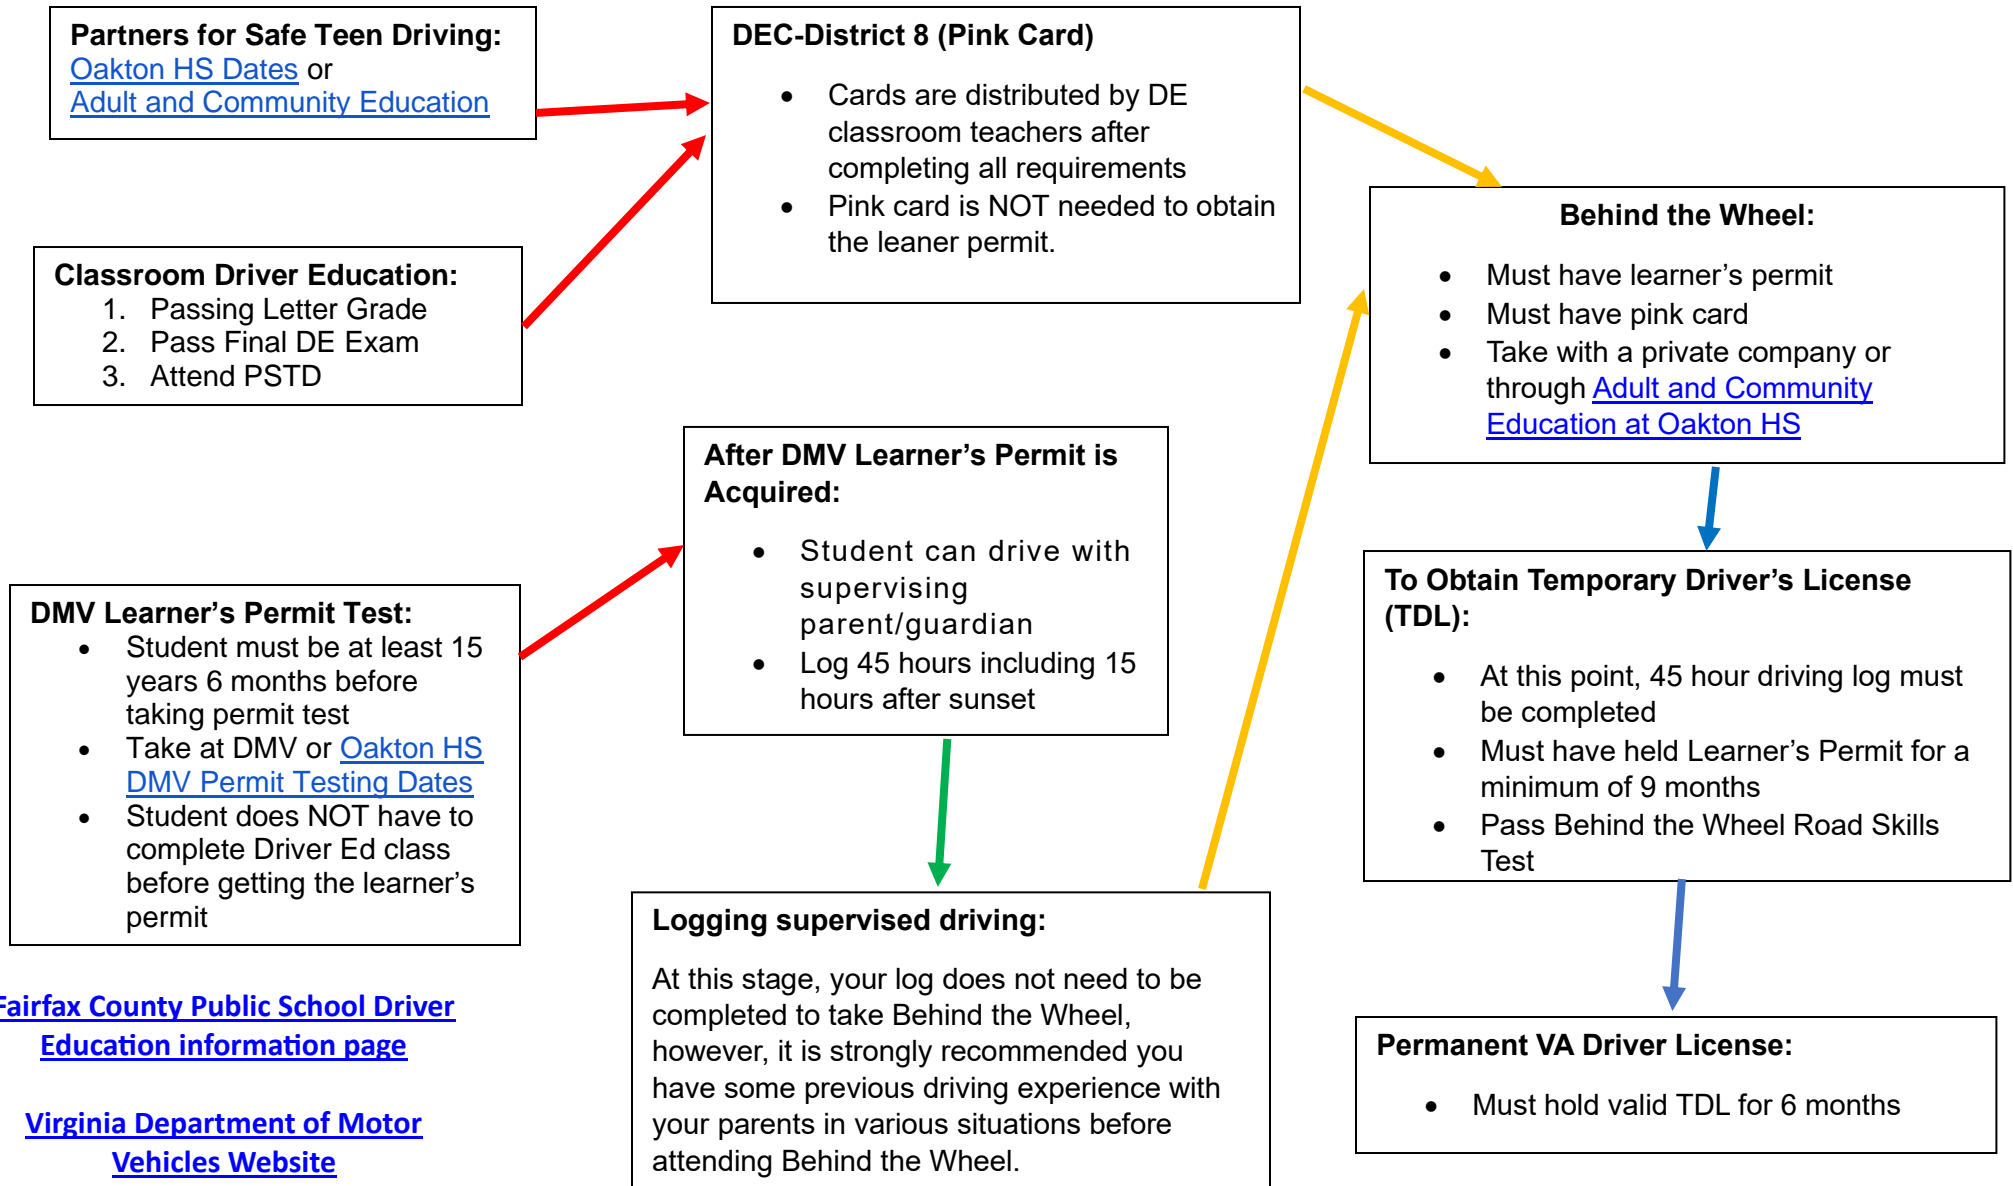 Partners for Safe Teen Driving:
Oakton HS Dates or
Adult and Community Education
Classroom Driver Education:
1. Passing Letter Grade
2. Pass Final DE Exam
3. Attend PSTD
DMV Learner’s Permit Test:
• Student must be at least 15
years 6 months before
taking permit test
• Take at DMV or Oakton HS
DMV Permit Testing Dates
• Student does NOT have to
complete Driver Ed class
before getting the learner’s
permit
Fairfax County Public School Driver
Education information page
Virginia Department of Motor
Vehicles Website
DEC-District 8 (Pink Card)
• Cards are distributed by DE
classroom teachers after
completing all requirements
• Pink card is NOT needed to obtain
the leaner permit.
After DMV Learner’s Permit is
Acquired:
• Student can drive with
supervising
parent/guardian
• Log 45 hours including 15
hours after sunset
Logging supervised driving:
At this stage, your log does not need to be
completed to take Behind the Wheel,
however, it is strongly recommended you
have some previous driving experience with
your parents in various situations before
attending Behind the Wheel.
Behind the Wheel:
• Must have learner’s permit
• Must have pink card
• Take with a private company or
through Adult and Community
Education at Oakton HS
To Obtain Temporary Driver’s License
(TDL):
• At this point, 45 hour driving log must
be completed
• Must have held Learner’s Permit for a
minimum of 9 months
• Pass Behind the Wheel Road Skills
Test
Permanent VA Driver License:
• Must hold valid TDL for 6 months